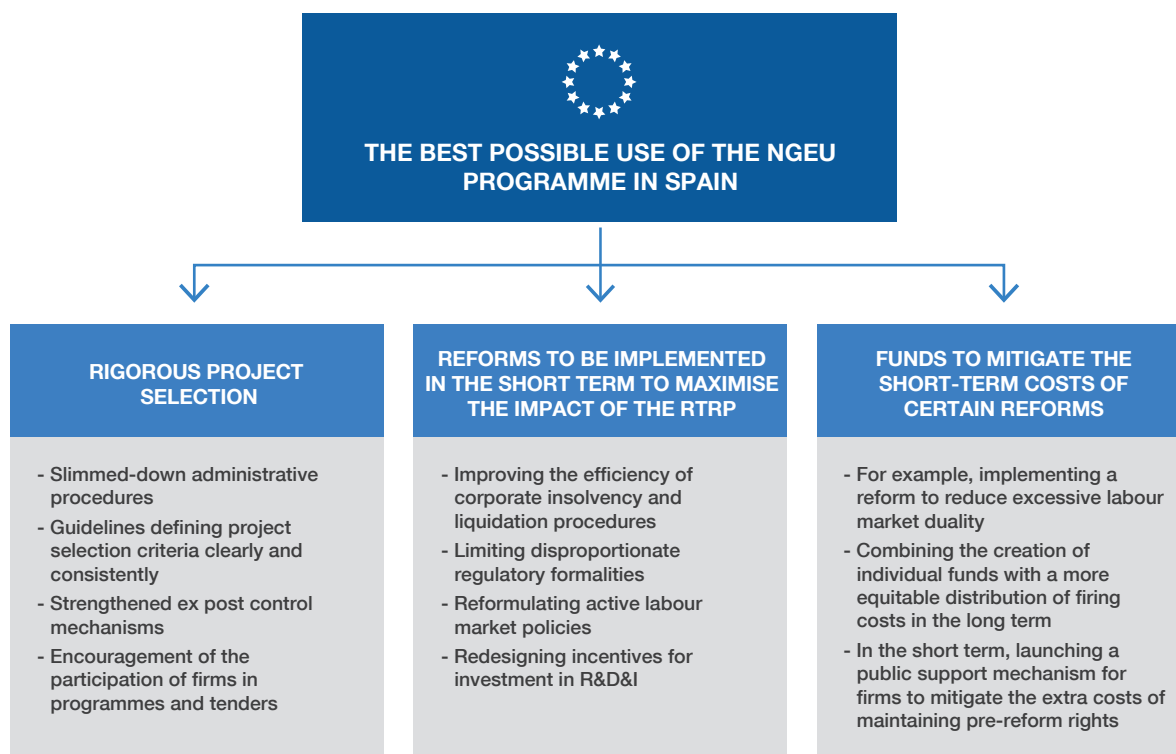 THE BEST POSSIBLE USE OF THE NGEU
PROGRAMME IN SPAIN
RIGOROUS PROJECT
SELECTION
- Slimmed-down administrative
procedures
- Guidelines defining project
selection criteria clearly and
consistently
- Strengthened ex post control
mechanisms
- Encouragement of the
participation of firms in
programmes and tenders
REFORMS TO BE IMPLEMENTED
IN THE SHORT TERM TO MAXIMISE
THE IMPACT OF THE RTRP
- Improving the efficiency of
corporate insolvency and
liquidation procedures
- Limiting disproportionate
regulatory formalities
- Reformulating active labour
market policies
- Redesigning incentives for
investment in R&D&I
FUNDS TO MITIGATE THE
SHORT-TERM COSTS OF
CERTAIN REFORMS
- For example, implementing a
reform to reduce excessive labour
market duality
- Combining the creation of
individual funds with a more
equitable distribution of firing
costs in the long term
- In the short term, launching a
public support mechanism for
firms to mitigate the extra costs of
maintaining pre-reform rights